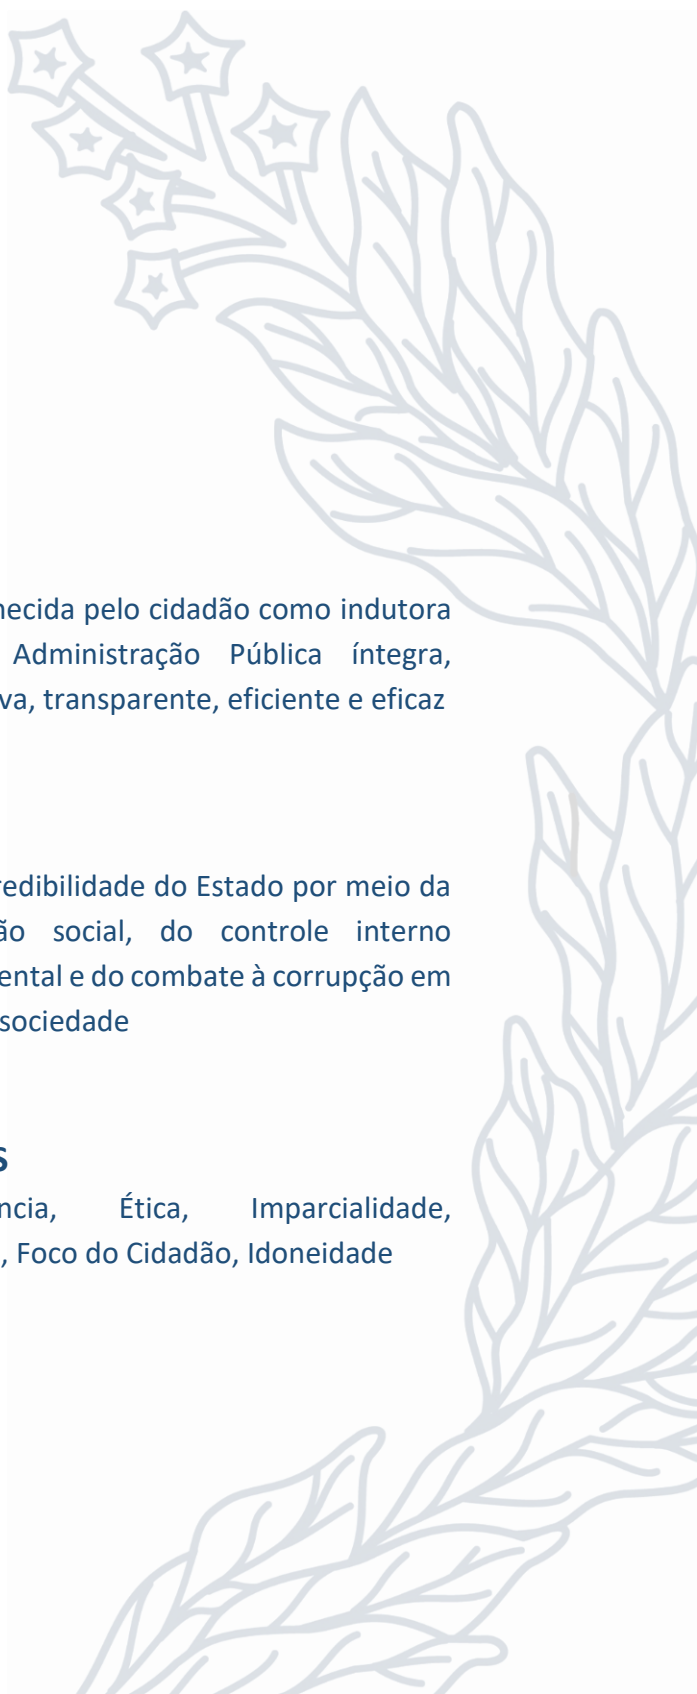 hecida pelo cidadão como indutora
Administração Pública íntegra,
va, transparente, eficiente e eficaz
redibilidade do Estado por meio da
ão social, do controle interno
ental e do combate à corrupção em
sociedade
S
ncia, Ética, Imparcialidade,
, Foco do Cidadão, Idoneidade